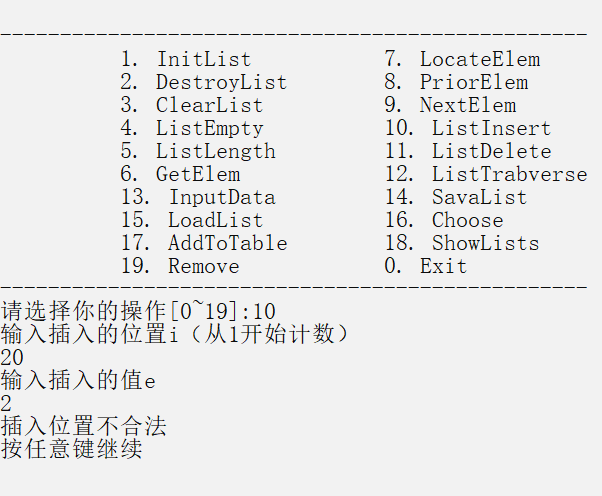 --------------------------------------------------
1. InitList 7. LocateElem
2. DestroyList 8. PriorElem
3. ClearList 9. NextElem
4. ListEmpty 10. ListInsert
5. ListLength 11. ListDelete
6. GetElem 12. ListTrabverse
13. InputData 14. SavaList
15. LoadList 16. Choose
17. AddToTable 18. ShowLists
19. Remove 0. Exit
--------------------------------------------------
请选择你的操作[0~19]:10
输入插入的位置i（从1开始计数）
20
输入插入的值e
2
插入位置不合法
按任意键继续